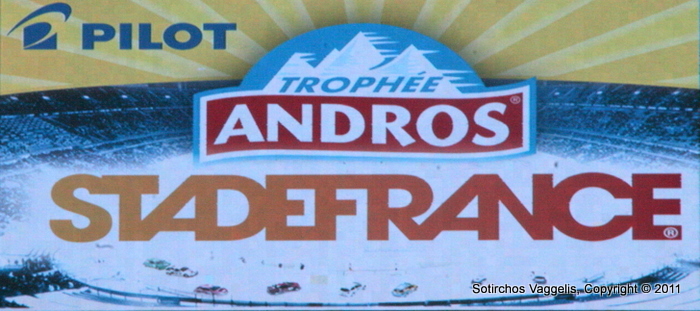 PILOT
TROPHÉE
ANDROS®
STADEFRANCE®
Sotirchos Vaggelis, Copyright © 2011